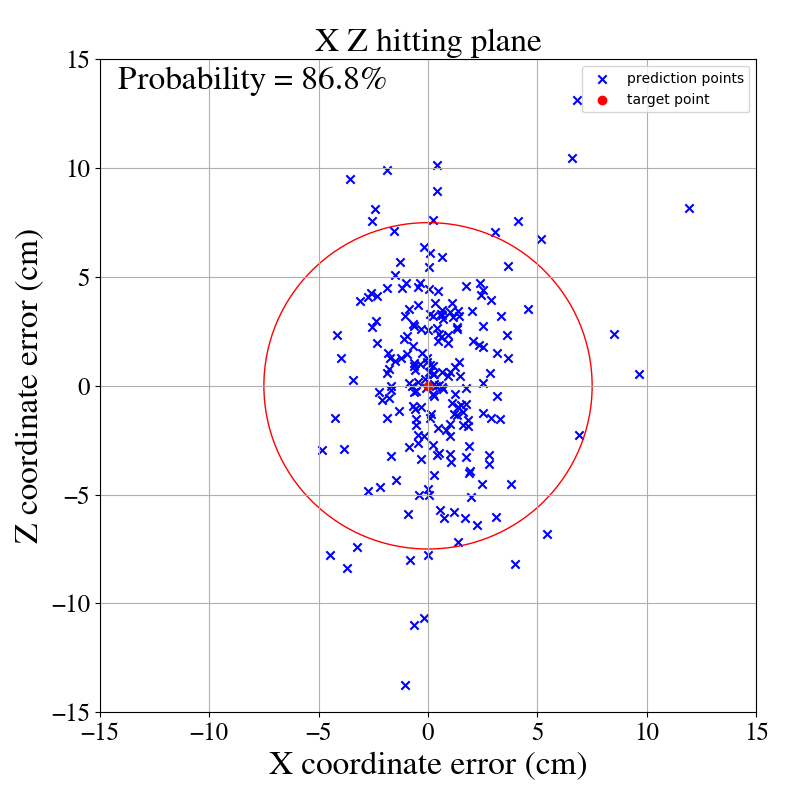 X Z hitting plane
Probability = 86.8%
prediction points
target point
15
10
5
0
−5
−10
−15
Z coordinate error (cm)
−15 −10 −5 0 5 10 15
X coordinate error (cm)